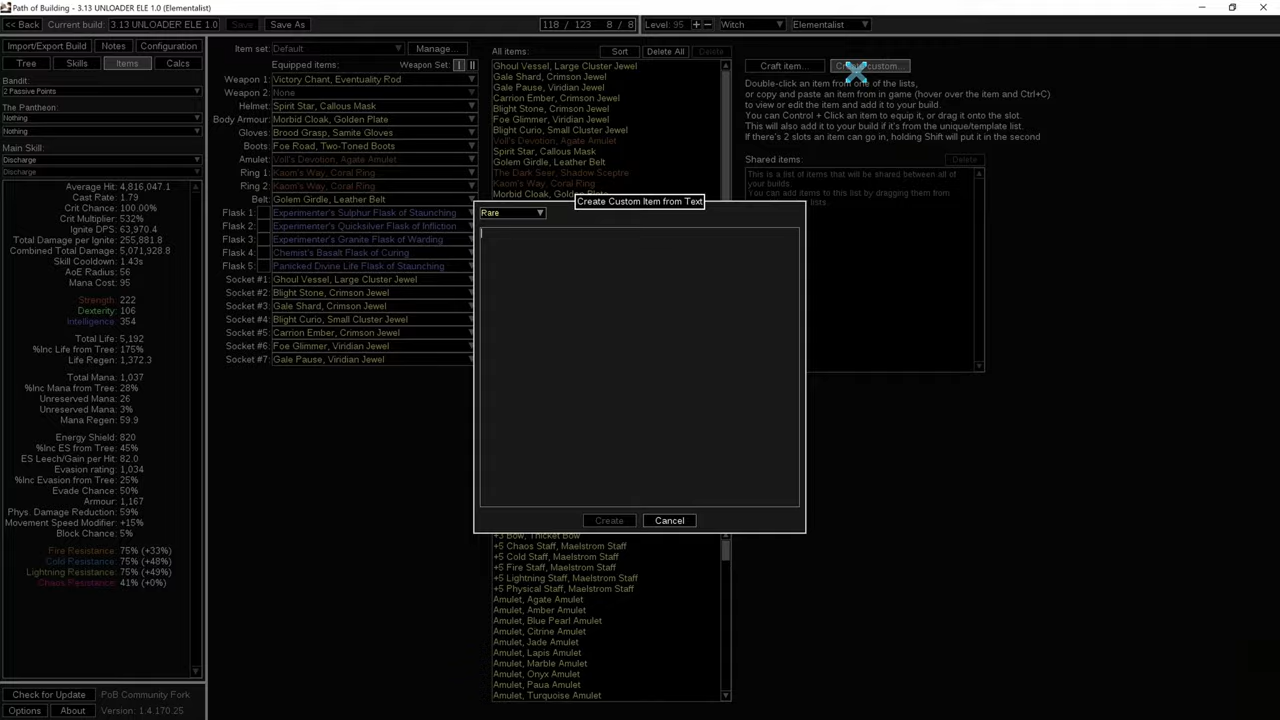 Path of Building - 3.13 UNLOADER ELE 1.0 (Elementalist)
<< Back
Current build: 3.13 UNLOADER ELE 1.0
Save
Save As
118 / 123 8 / 8
Level: 95
Witch
Elementalist
Import/Export Build
Notes
Configuration
Tree
Skills
Items
Calcs
Bandit:
2 Passive Points
The Pantheon:
Nothing
Nothing
Main Skill:
Discharge
Discharge
Average Hit: 4,816,047.1
Cast Rate: 1.79
Crit Chance: 100.00%
Crit Multiplier: 532%
Ignite DPS: 63,970.4
Total Damage per Ignite: 255,881.8
Combined Total Damage: 5,071,928.8
Skill Cooldown: 1.43s
AoE Radius: 56
Mana Cost: 95
Strength: 222
Dexterity: 106
Intelligence: 354
Total Life: 5,192
%Inc Life from Tree: 175%
Life Regen: 1,372.3
Total Mana: 1,037
%Inc Mana from Tree: 28%
Unreserved Mana: 26
Unreserved Mana: 3%
Mana Regen: 59.9
Energy Shield: 820
%Inc ES from Tree: 45%
ES Leech/Gain per Hit: 82.0
Evasion rating: 1,034
%Inc Evasion from Tree: 25%
Evade Chance: 50%
Armour: 1,167
Phys. Damage Reduction: 59%
Movement Speed Modifier: +15%
Block Chance: 5%
Fire Resistance: 75% (+33%)
Cold Resistance: 75% (+48%)
Lightning Resistance: 75% (+49%)
Chaos Resistance: 41% (+0%)
Check for Update
PoB Community Fork
Options
About
Version: 1.4.170.25
Item set: Default
Manage...
Equipped items:
Weapon Set: I II
Weapon 1: Victory Chant, Eventuality Rod
Weapon 2: None
Helmet: Spirit Star, Callous Mask
Body Armour: Morbid Cloak, Golden Plate
Gloves: Brood Grasp, Samite Gloves
Boots: Foe Road, Two-Toned Boots
Amulet: Voll's Devotion, Agate Amulet
Ring 1: Kaom's Way, Coral Ring
Ring 2: Kaom's Way, Coral Ring
Belt: Golem Girdle, Leather Belt
Flask 1: Experimenter's Sulphur Flask of Staunching
Flask 2: Experimenter's Quicksilver Flask of Infliction
Flask 3: Experimenter's Granite Flask of Warding
Flask 4: Chemist's Basalt Flask of Curing
Flask 5: Panicked Divine Life Flask of Staunching
Socket #1: Ghoul Vessel, Large Cluster Jewel
Socket #2: Blight Stone, Crimson Jewel
Socket #3: Gale Shard, Crimson Jewel
Socket #4: Blight Curio, Small Cluster Jewel
Socket #5: Carrion Ember, Crimson Jewel
Socket #6: Foe Glimmer, Viridian Jewel
Socket #7: Gale Pause, Viridian Jewel
All items:
Sort
Delete All
Delete
Ghoul Vessel, Large Cluster Jewel
Gale Shard, Crimson Jewel
Gale Pause, Viridian Jewel
Carrion Ember, Crimson Jewel
Blight Stone, Crimson Jewel
Foe Glimmer, Viridian Jewel
Blight Curio, Small Cluster Jewel
Voll's Devotion, Agate Amulet
Spirit Star, Callous Mask
Golem Girdle, Leather Belt
The Dark Seer, Shadow Sceptre
Kaom's Way, Coral Ring
Morbid Cloak, Golden Plate
Create Custom Item from Text
Rare
Create
Cancel
+3 Bow, Thicket Bow
+5 Chaos Staff, Maelstrom Staff
+5 Cold Staff, Maelstrom Staff
+5 Fire Staff, Maelstrom Staff
+5 Lightning Staff, Maelstrom Staff
+5 Physical Staff, Maelstrom Staff
Amulet, Agate Amulet
Amulet, Amber Amulet
Amulet, Blue Pearl Amulet
Amulet, Citrine Amulet
Amulet, Jade Amulet
Amulet, Lapis Amulet
Amulet, Marble Amulet
Amulet, Onyx Amulet
Amulet, Paua Amulet
Amulet, Turquoise Amulet
Craft item...
Create custom...
Double-click an item from one of the lists,
or copy and paste an item from in game (hover over the item and Ctrl+C)
to view or edit the item and add it to your build.
You can Control + Click an item to equip it, or drag it onto the slot.
This will also add it to your build if it's from the unique/template list.
If there's 2 slots an item can go in, holding Shift will put it in the second
Shared items:
Delete
This is a list of items that will be shared between all of
your builds.
You can add items to this list by dragging them from
lists.